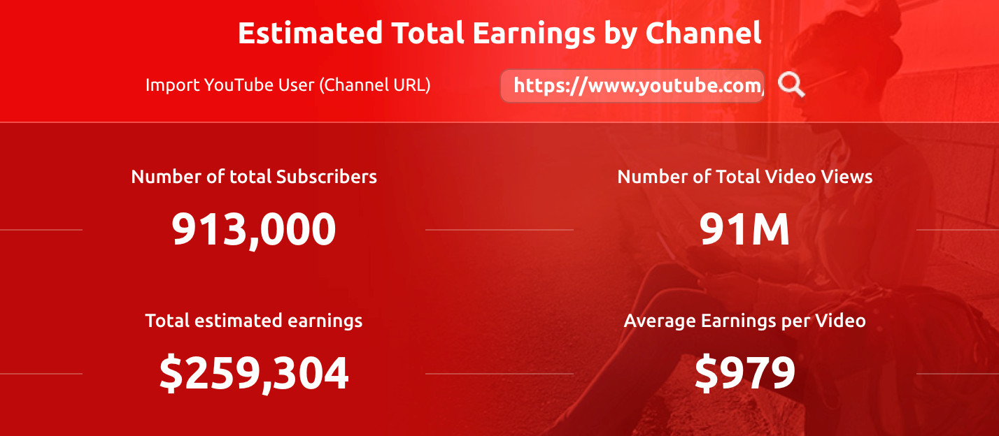 Estimated Total Earnings by Channel
Import YouTube User (Channel URL)
https://www.youtube.com/
Number of total Subscribers
913,000
Number of Total Video Views
91M
Total estimated earnings
$259,304
Average Earnings per Video
$979